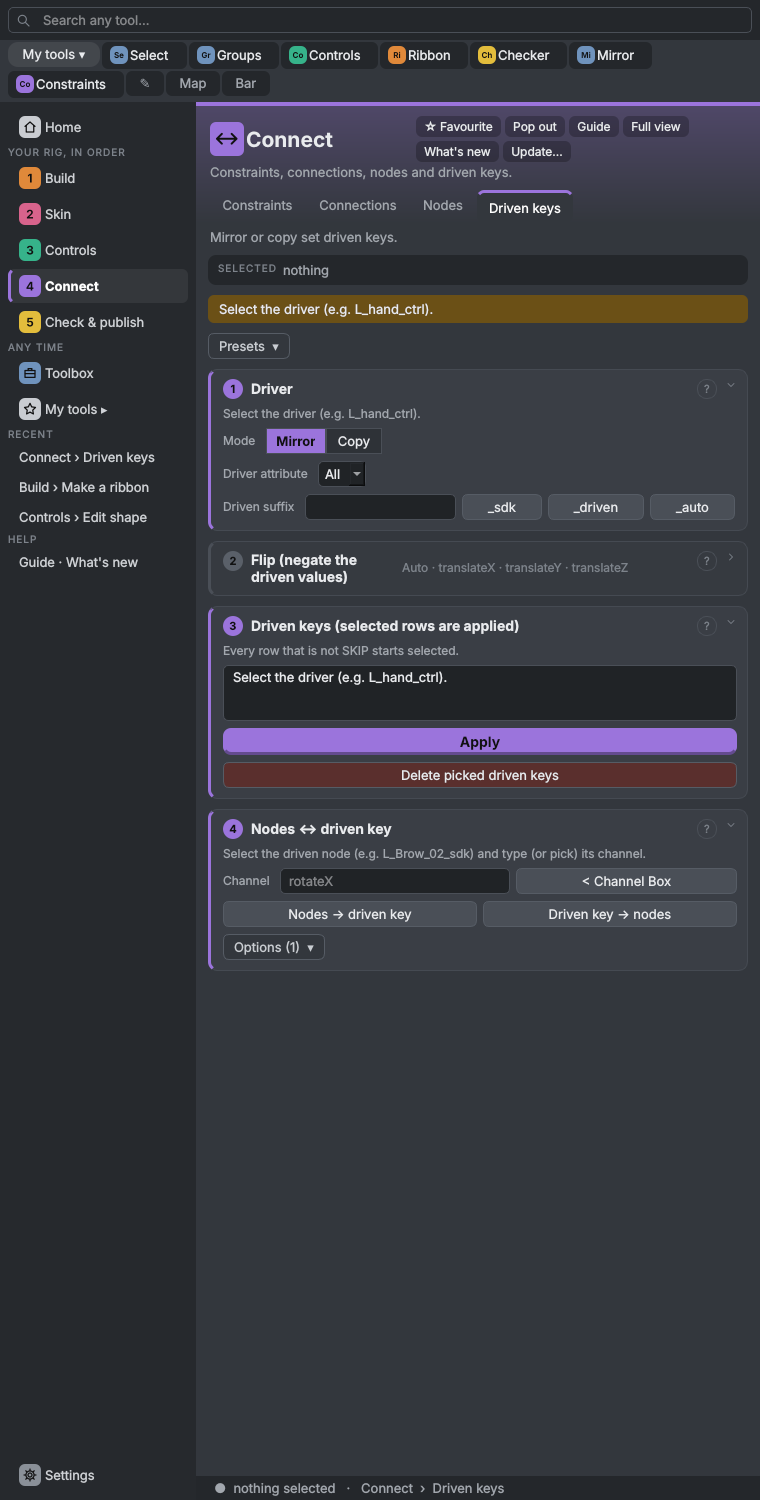 Search any tool...
My tools ▾
Se Select
Gr Groups
Co Controls
Ri Ribbon
Ch Checker
Mi Mirror
Co Constraints
✎
Map
Bar
Home
YOUR RIG, IN ORDER
1 Build
2 Skin
3 Controls
4 Connect
5 Check & publish
ANY TIME
Toolbox
My tools ▸
RECENT
Connect › Driven keys
Build › Make a ribbon
Controls › Edit shape
HELP
Guide · What's new
Settings
Connect
☆ Favourite
Pop out
Guide
Full view
What's new
Update...
Constraints, connections, nodes and driven keys.
Constraints
Connections
Nodes
Driven keys
Mirror or copy set driven keys.
SELECTED nothing
Select the driver (e.g. L_hand_ctrl).
Presets ▾
1 Driver
?
Select the driver (e.g. L_hand_ctrl).
Mode Mirror Copy
Driver attribute All
Driven suffix _sdk _driven _auto
2 Flip (negate the
driven values)
Auto · translateX · translateY · translateZ
?
3 Driven keys (selected rows are applied)
?
Every row that is not SKIP starts selected.
Select the driver (e.g. L_hand_ctrl).
Apply
Delete picked driven keys
4 Nodes ↔ driven key
?
Select the driven node (e.g. L_Brow_02_sdk) and type (or pick) its channel.
Channel rotateX < Channel Box
Nodes → driven key
Driven key → nodes
Options (1) ▾
nothing selected · Connect › Driven keys